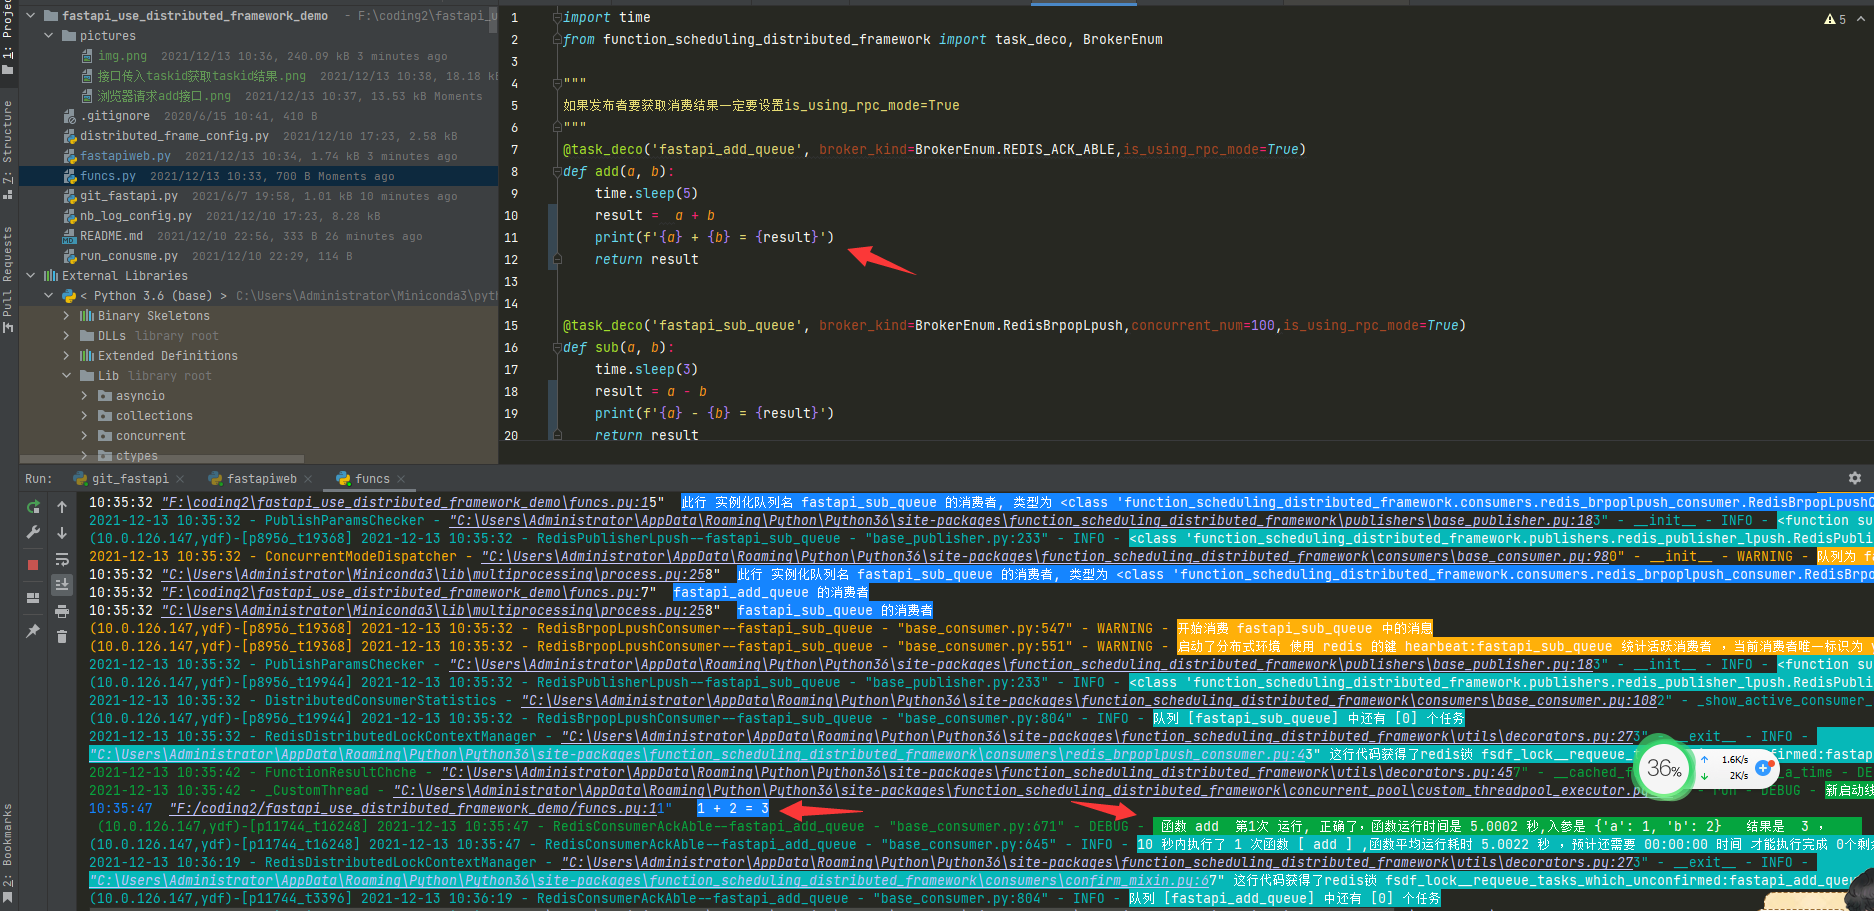 fastapi_use_distributed_framework_demo - F:\coding2\fastapi_u
pictures
img.png 2021/12/13 10:36, 240.09 kB 3 minutes ago
接口传入taskid获取taskid结果.png 2021/12/13 10:38, 18.18 kE
浏览器请求add接口.png 2021/12/13 10:37, 13.53 kB Moments
.gitignore 2020/6/15 10:41, 410 B
distributed_frame_config.py 2021/12/10 17:23, 2.58 kB
fastapiweb.py 2021/12/13 10:34, 1.74 kB 3 minutes ago
funcs.py 2021/12/13 10:33, 700 B Moments ago
git_fastapi.py 2021/6/7 19:58, 1.01 kB 10 minutes ago
nb_log_config.py 2021/12/10 17:23, 8.28 kB
README.md 2021/12/10 22:56, 333 B 26 minutes ago
run_conusme.py 2021/12/10 22:29, 114 B
External Libraries
< Python 3.6 (base) > C:\Users\Administrator\Miniconda3\pyth
Binary Skeletons
DLLs library root
Extended Definitions
Lib library root
asyncio
collections
concurrent
ctypes
1: Project
7: Structure
Pull Requests
2: Bookmarks
5
1 import time
2 from function_scheduling_distributed_framework import task_deco, BrokerEnum
3
4 """
5 如果发布者要获取消费结果一定要设置is_using_rpc_mode=True
6 """
7 @task_deco('fastapi_add_queue', broker_kind=BrokerEnum.REDIS_ACK_ABLE,is_using_rpc_mode=True)
8 def add(a, b):
9 time.sleep(5)
10 result = a + b
11 print(f'{a} + {b} = {result}')
12 return result
13
14
15 @task_deco('fastapi_sub_queue', broker_kind=BrokerEnum.RedisBrpopLpush,concurrent_num=100,is_using_rpc_mode=True)
16 def sub(a, b):
17 time.sleep(3)
18 result = a - b
19 print(f'{a} - {b} = {result}')
20 return result
Run: git_fastapi fastapiweb funcs
10:35:32 "F:\coding2\fastapi_use_distributed_framework_demo\funcs.py:15" 此行 实例化队列名 fastapi_sub_queue 的消费者, 类型为 <class 'function_scheduling_distributed_framework.consumers.redis_brpoplpush_consumer.RedisBrpopLpushC
2021-12-13 10:35:32 - PublishParamsChecker - "C:\Users\Administrator\AppData\Roaming\Python\Python36\site-packages\function_scheduling_distributed_framework\publishers\base_publisher.py:183" - __init__ - INFO - <function su
(10.0.126.147,ydf)-[p8956_t19368] 2021-12-13 10:35:32 - RedisPublisherLpush--fastapi_sub_queue - "base_publisher.py:233" - INFO - <class 'function_scheduling_distributed_framework.publishers.redis_publisher_lpush.RedisPubli
2021-12-13 10:35:32 - ConcurrentModeDispatcher - "C:\Users\Administrator\AppData\Roaming\Python\Python36\site-packages\function_scheduling_distributed_framework\consumers\base_consumer.py:980" - __init__ - WARNING - 队列为 fa
10:35:32 "C:\Users\Administrator\Miniconda3\lib\multiprocessing\process.py:258" 此行 实例化队列名 fastapi_sub_queue 的消费者, 类型为 <class 'function_scheduling_distributed_framework.consumers.redis_brpoplpush_consumer.RedisBrpop
10:35:32 "F:\coding2\fastapi_use_distributed_framework_demo\funcs.py:7" fastapi_add_queue 的消费者
10:35:32 "C:\Users\Administrator\Miniconda3\lib\multiprocessing\process.py:258" fastapi_sub_queue 的消费者
(10.0.126.147,ydf)-[p8956_t19368] 2021-12-13 10:35:32 - RedisBrpopLpushConsumer--fastapi_sub_queue - "base_consumer.py:547" - WARNING - 开始消费 fastapi_sub_queue 中的消息
(10.0.126.147,ydf)-[p8956_t19368] 2021-12-13 10:35:32 - RedisBrpopLpushConsumer--fastapi_sub_queue - "base_consumer.py:551" - WARNING - 启动了分布式环境 使用 redis 的键 hearbeat:fastapi_sub_queue 统计活跃消费者 ，当前消费者唯一标识为
2021-12-13 10:35:32 - PublishParamsChecker - "C:\Users\Administrator\AppData\Roaming\Python\Python36\site-packages\function_scheduling_distributed_framework\publishers\base_publisher.py:183" - __init__ - INFO - <function su
(10.0.126.147,ydf)-[p8956_t19944] 2021-12-13 10:35:32 - RedisPublisherLpush--fastapi_sub_queue - "base_publisher.py:233" - INFO - <class 'function_scheduling_distributed_framework.publishers.redis_publisher_lpush.RedisPubli
2021-12-13 10:35:32 - DistributedConsumerStatistics - "C:\Users\Administrator\AppData\Roaming\Python\Python36\site-packages\function_scheduling_distributed_framework\consumers\base_consumer.py:1082" - _show_active_consumer_
(10.0.126.147,ydf)-[p8956_t19944] 2021-12-13 10:35:32 - RedisBrpopLpushConsumer--fastapi_sub_queue - "base_consumer.py:804" - INFO - 队列 [fastapi_sub_queue] 中还有 [0] 个任务
2021-12-13 10:35:32 - RedisDistributedLockContextManager - "C:\Users\Administrator\AppData\Roaming\Python\Python36\site-packages\function_scheduling_distributed_framework\utils\decorators.py:273" - __exit__ - INFO -
"C:\Users\Administrator\AppData\Roaming\Python\Python36\site-packages\function_scheduling_distributed_framework\consumers\redis_brpoplpush_consumer.py:43" 这行代码获得了redis锁 fsdf_lock__requeue_ nfirmed:fastap
2021-12-13 10:35:42 - FunctionResultChche - "C:\Users\Administrator\AppData\Roaming\Python\Python36\site-packages\function_scheduling_distributed_framework\utils\decorators.py:457" - __cached_f a_time - DE
2021-12-13 10:35:42 - _CustomThread - "C:\Users\Administrator\AppData\Roaming\Python\Python36\site-packages\function_scheduling_distributed_framework\concurrent_pool\custom_threadpool_executor.py - DEBUG - 新启动线
10:35:47 "F:/coding2/fastapi_use_distributed_framework_demo/funcs.py:11" 1 + 2 = 3
(10.0.126.147,ydf)-[p11744_t16248] 2021-12-13 10:35:47 - RedisConsumerAckAble--fastapi_add_queue - "base_consumer.py:671" - DEBUG - 函数 add 第1次 运行, 正确了，函数运行时间是 5.0002 秒,入参是 {'a': 1, 'b': 2} 结果是 3 ，
(10.0.126.147,ydf)-[p11744_t16248] 2021-12-13 10:35:47 - RedisConsumerAckAble--fastapi_add_queue - "base_consumer.py:645" - INFO - 10 秒内执行了 1 次函数 [ add ] ,函数平均运行耗时 5.0022 秒 ，预计还需要 00:00:00 时间 才能执行完成 0个剩
2021-12-13 10:36:19 - RedisDistributedLockContextManager - "C:\Users\Administrator\AppData\Roaming\Python\Python36\site-packages\function_scheduling_distributed_framework\utils\decorators.py:273" - __exit__ - INFO -
"C:\Users\Administrator\AppData\Roaming\Python\Python36\site-packages\function_scheduling_distributed_framework\consumers\confirm_mixin.py:67" 这行代码获得了redis锁 fsdf_lock__requeue_tasks_which_unconfirmed:fastapi_add_queu
(10.0.126.147,ydf)-[p11744_t3396] 2021-12-13 10:36:19 - RedisConsumerAckAble--fastapi_add_queue - "base_consumer.py:804" - INFO - 队列 [fastapi_add_queue] 中还有 [0] 个任务
36%
1.6K/s
2K/s